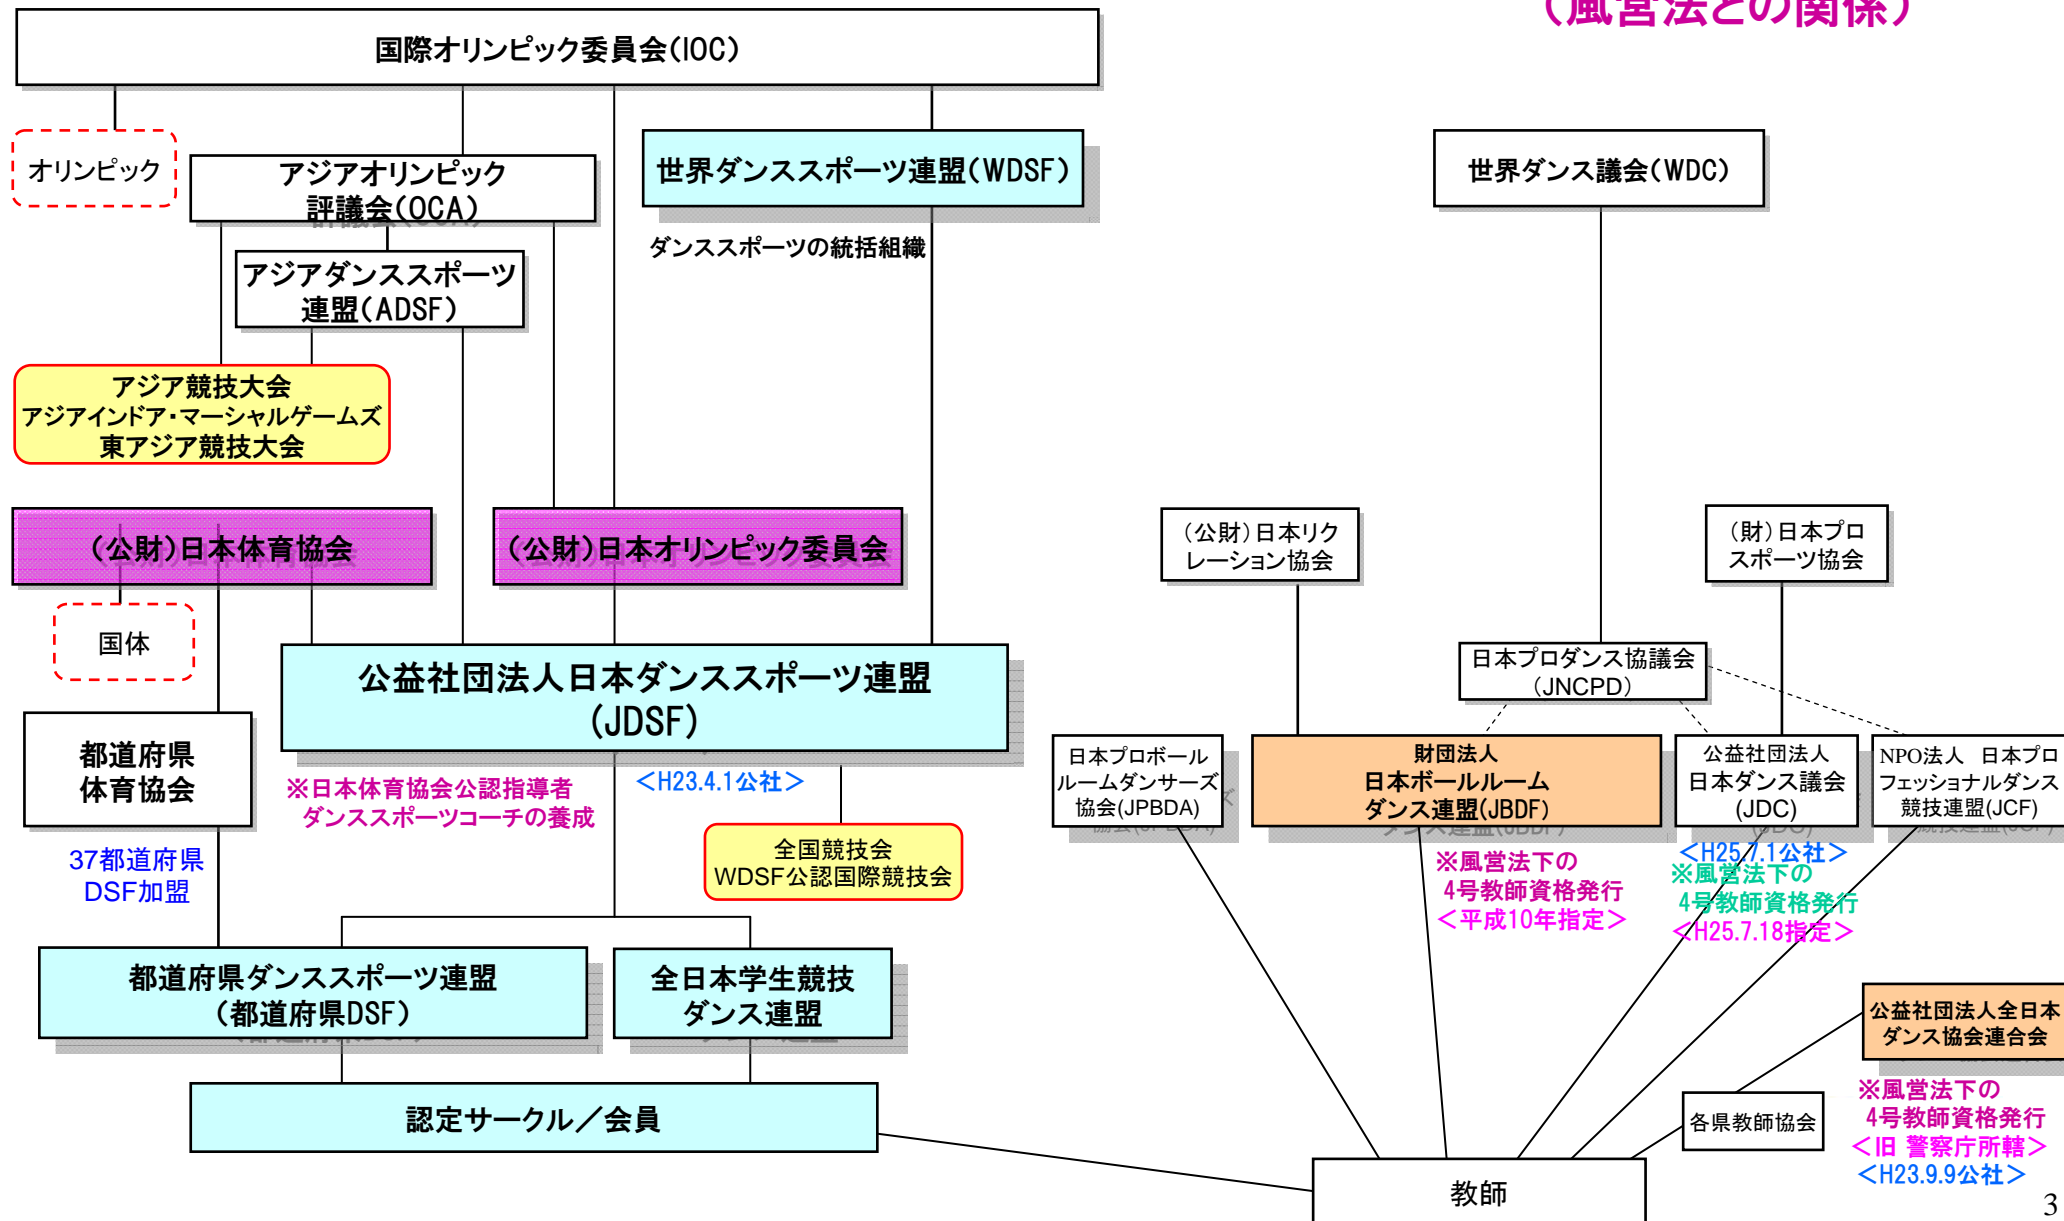 （風営法との関係）
国際オリンピック委員会(IOC)
オリンピック
アジアオリンピック
評議会(OCA)
世界ダンススポーツ連盟(WDSF)
世界ダンス議会(WDC)
ダンススポーツの統括組織
アジアダンススポーツ
連盟(ADSF)
アジア競技大会
アジアインドア・マーシャルゲームズ
東アジア競技大会
(公財)日本体育協会
(公財)日本オリンピック委員会
(公財)日本リク
レーション協会
(財)日本プロ
スポーツ協会
国体
公益社団法人日本ダンススポーツ連盟
(JDSF)
日本プロダンス協議会
(JNCPD)
都道府県
体育協会
※日本体育協会公認指導者
ダンススポーツコーチの養成
＜H23.4.1公社＞
日本プロボール
ルームダンサーズ
協会(JPBDA)
財団法人
日本ボールルーム
ダンス連盟(JBDF)
公益社団法人
日本ダンス議会
(JDC)
NPO法人　日本プロ
フェッショナルダンス
競技連盟(JCF)
37都道府県
DSF加盟
全国競技会
WDSF公認国際競技会
※風営法下の
4号教師資格発行
＜平成10年指定＞
＜H25.7.1公社＞
※風営法下の
4号教師資格発行
＜H25.7.18指定＞
都道府県ダンススポーツ連盟
(都道府県DSF)
全日本学生競技
ダンス連盟
公益社団法人全日本
ダンス協会連合会
認定サークル／会員
各県教師協会
※風営法下の
4号教師資格発行
＜旧 警察庁所轄＞
＜H23.9.9公社＞
教師
3